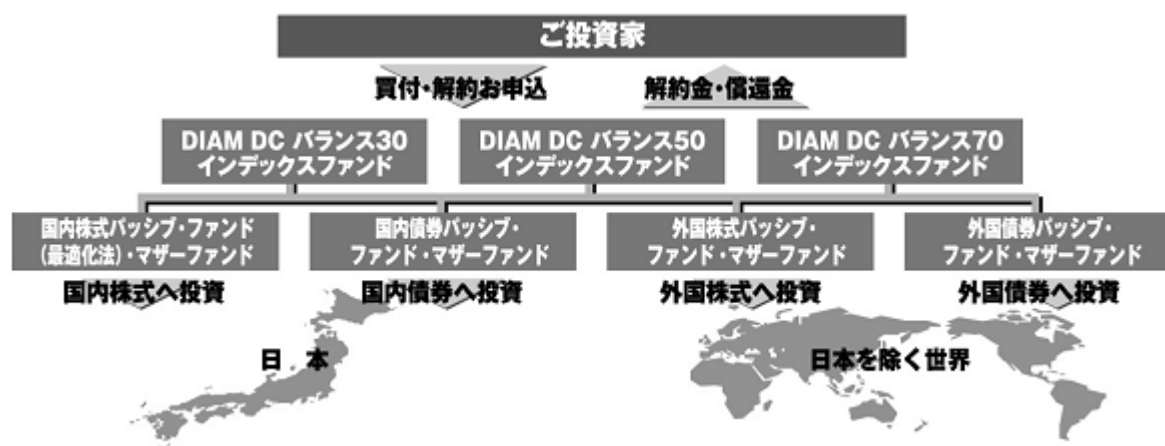 ご投資家
買付・解約お申込
解約金・償還金
DIAM DC バランス30
インデックスファンド
DIAM DC バランス50
インデックスファンド
DIAM DC バランス70
インデックスファンド
国内株式パッシブ・ファンド
(最適化法)・マザーファンド
国内債券パッシブ・
ファンド・マザーファンド
外国株式パッシブ・
ファンド・マザーファンド
外国債券パッシブ・
ファンド・マザーファンド
国内株式へ投資
国内債券へ投資
外国株式へ投資
外国債券へ投資
日 本
日本を除く世界